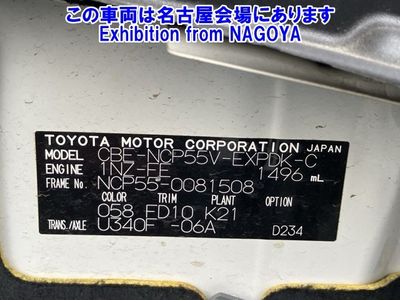 この車両は名古屋会場にあります
Exhibition from NAGOYA
TOYOTA MOTOR CORPORATION JAPAN
MODEL CBE-NCP55V-EXPDK-C
ENGINE 1NZ-FE 1496 mL
FRAME No. NCP55-0081508
COLOR TRIM PLANT OPTION
058 FD10 K21
TRANS./AXLE U340F -06A D234